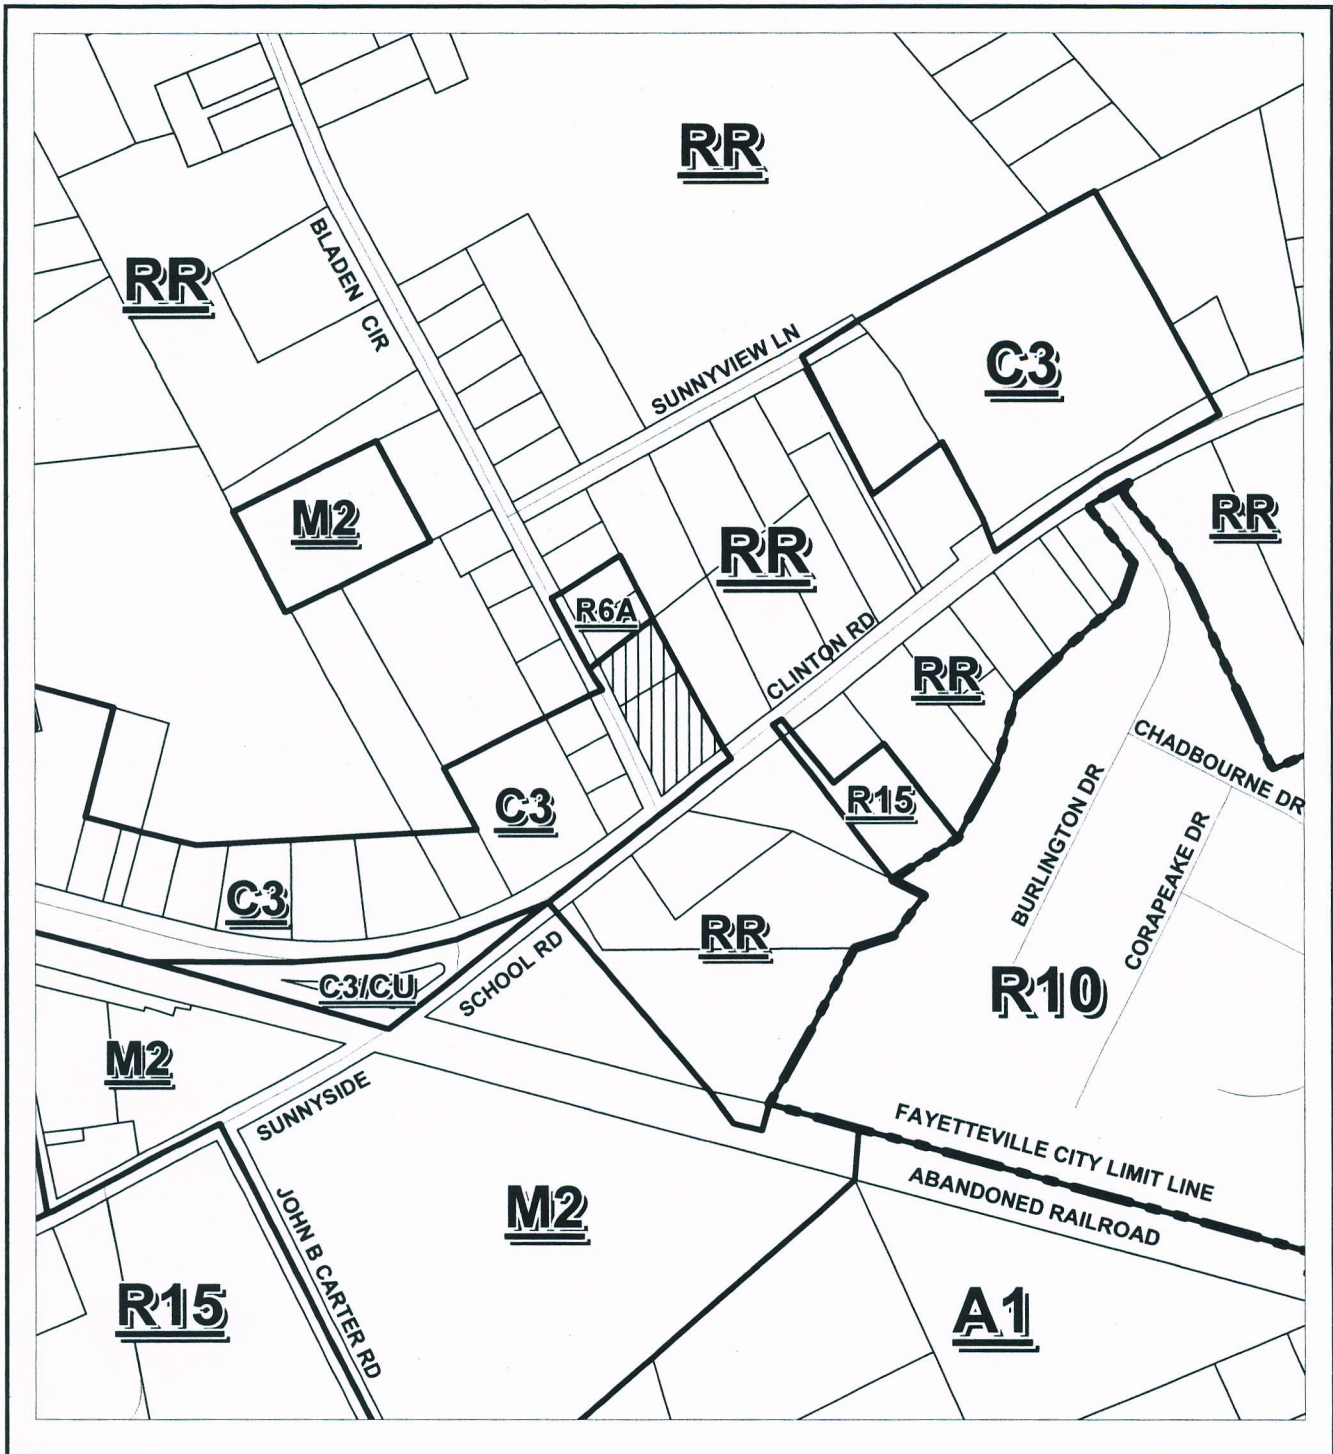 RR
RR
BLADEN CIR
SUNNYVIEW LN
C3
M2
RR
RR
R6A
CLINTON RD
RR
CHADBOURNE DR
R15
BURLINGTON DR
CORAPEAKE DR
C3
C3
RR
SCHOOL RD
C3/CU
R10
M2
SUNNYSIDE
FAYETTEVILLE CITY LIMIT LINE
ABANDONED RAILROAD
M2
JOHN B CARTER RD
R15
A1